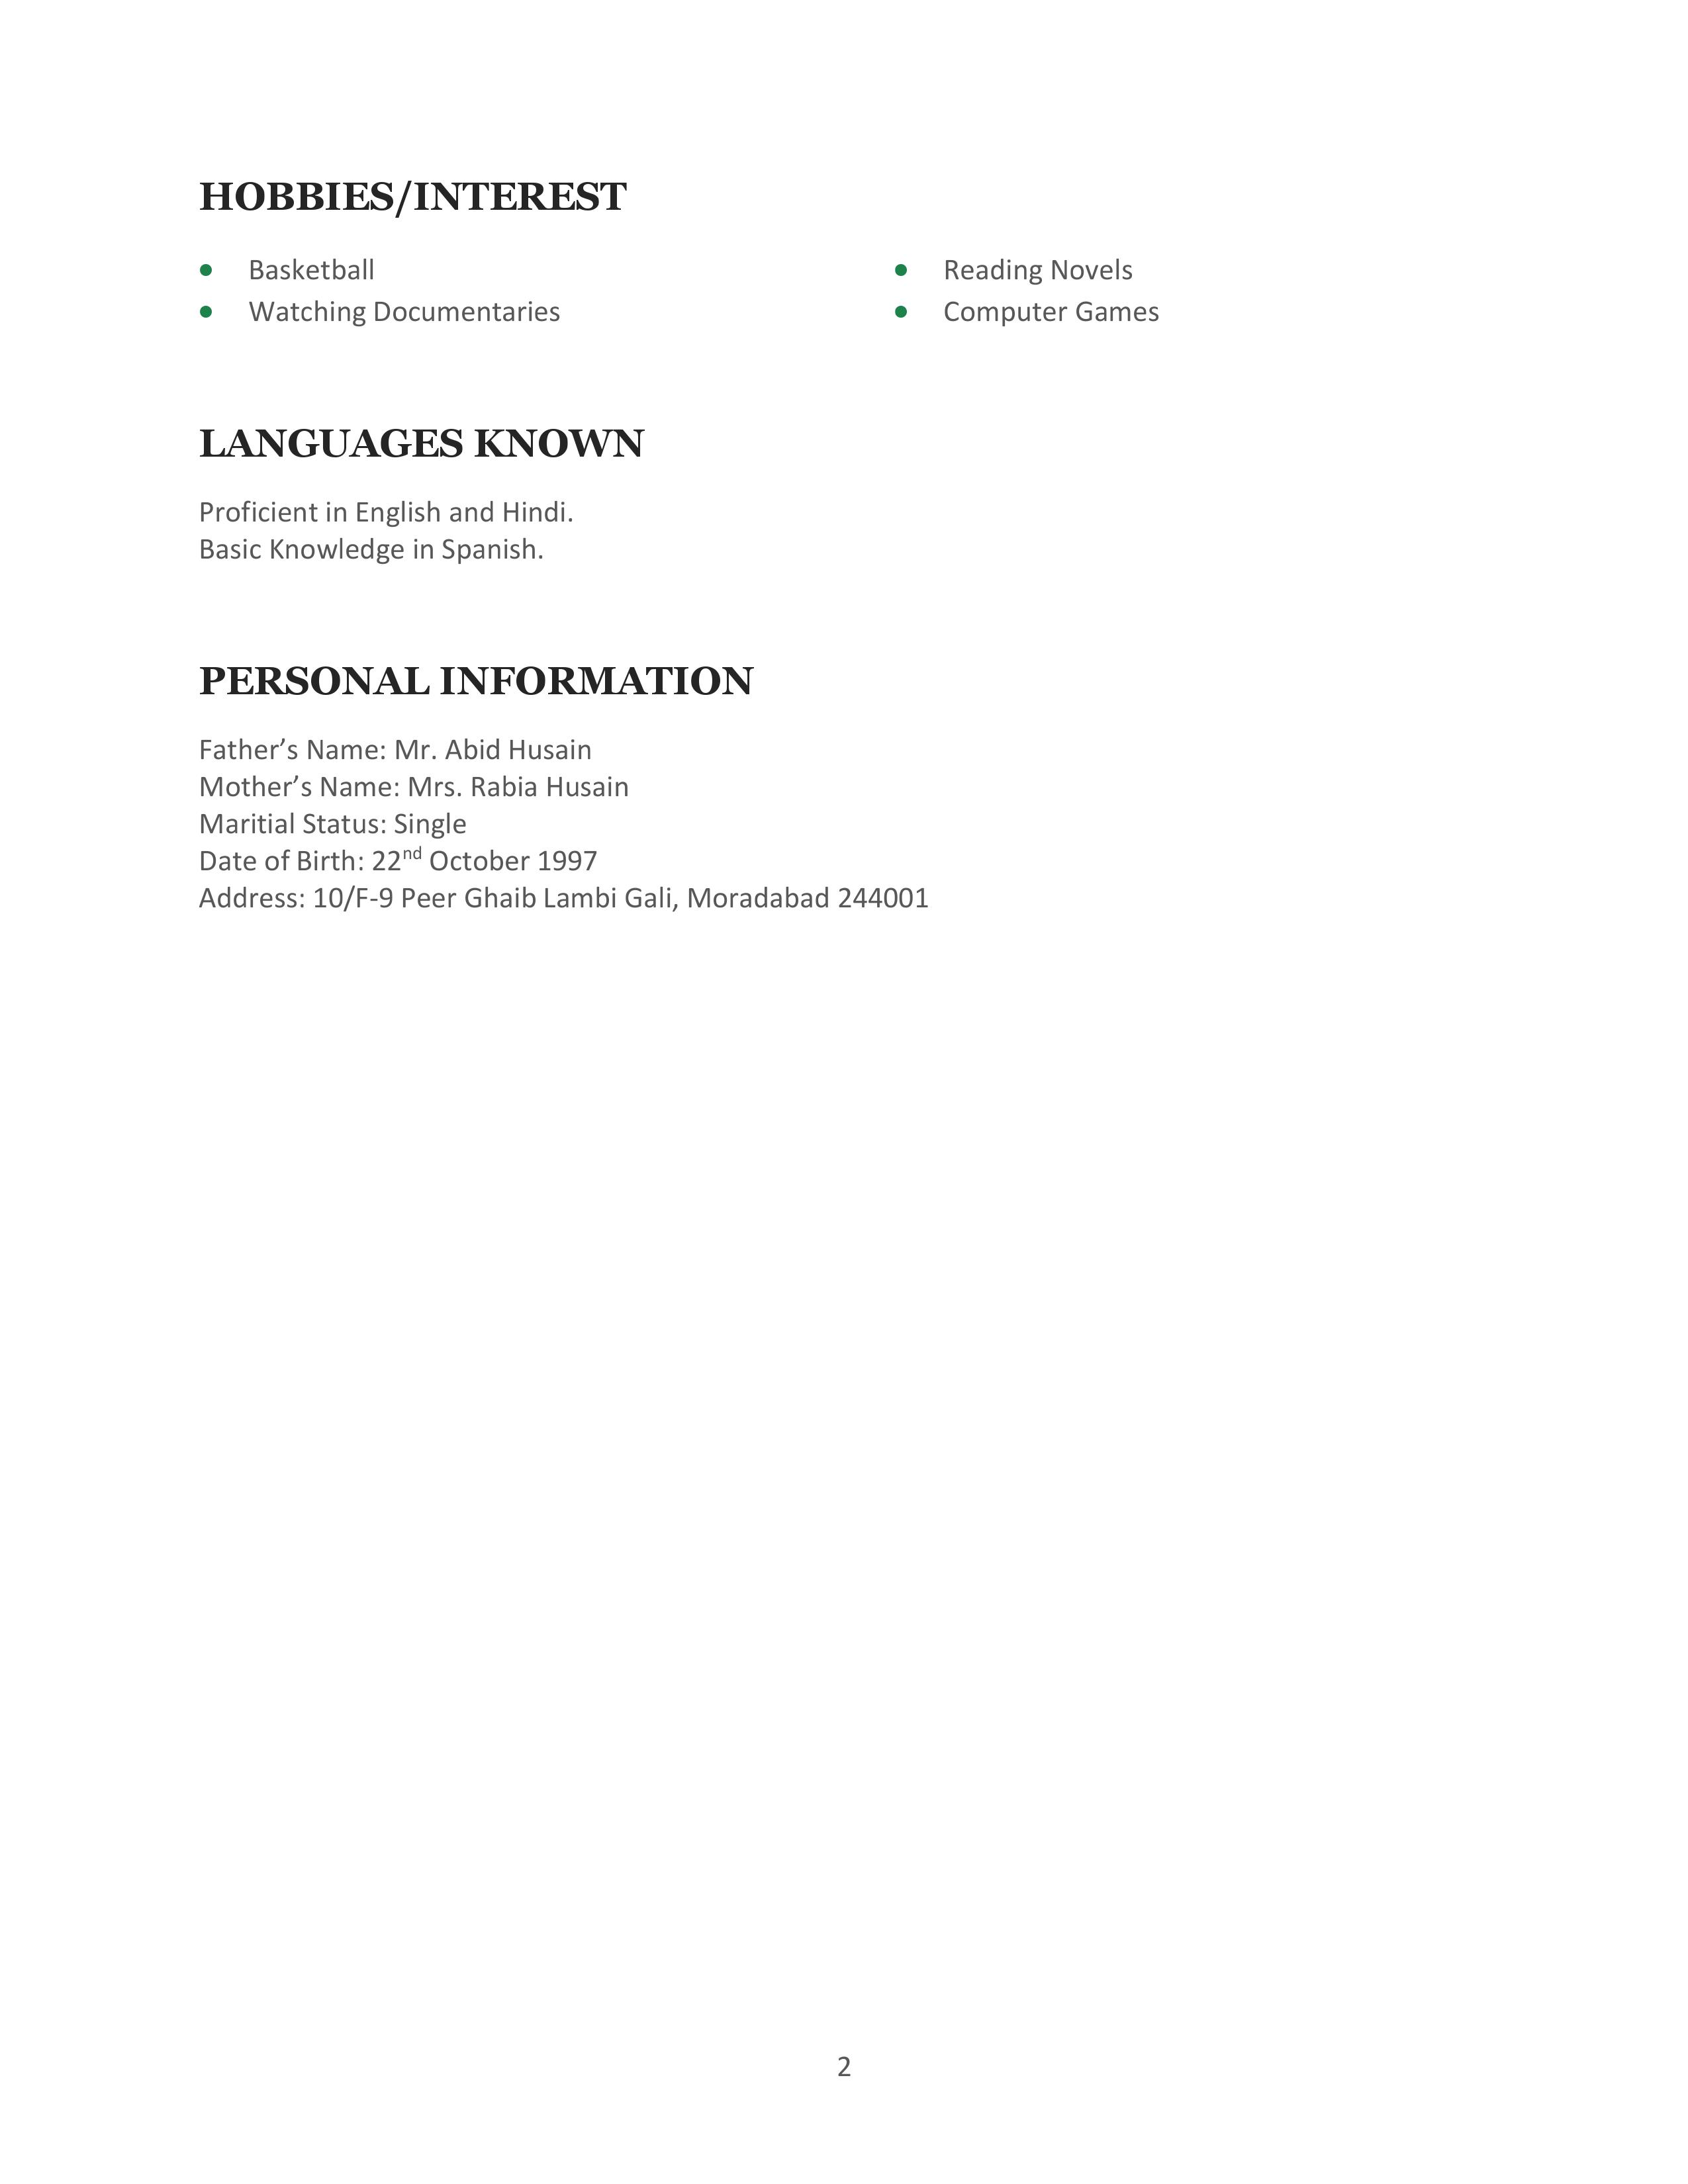 HOBBIES/INTEREST
• Basketball
• Watching Documentaries
• Reading Novels
• Computer Games
LANGUAGES KNOWN
Proficient in English and Hindi.
Basic Knowledge in Spanish.
PERSONAL INFORMATION
Father’s Name: Mr. Abid Husain
Mother’s Name: Mrs. Rabia Husain
Maritial Status: Single
Date of Birth: 22nd October 1997
Address: 10/F-9 Peer Ghaib Lambi Gali, Moradabad 244001
2